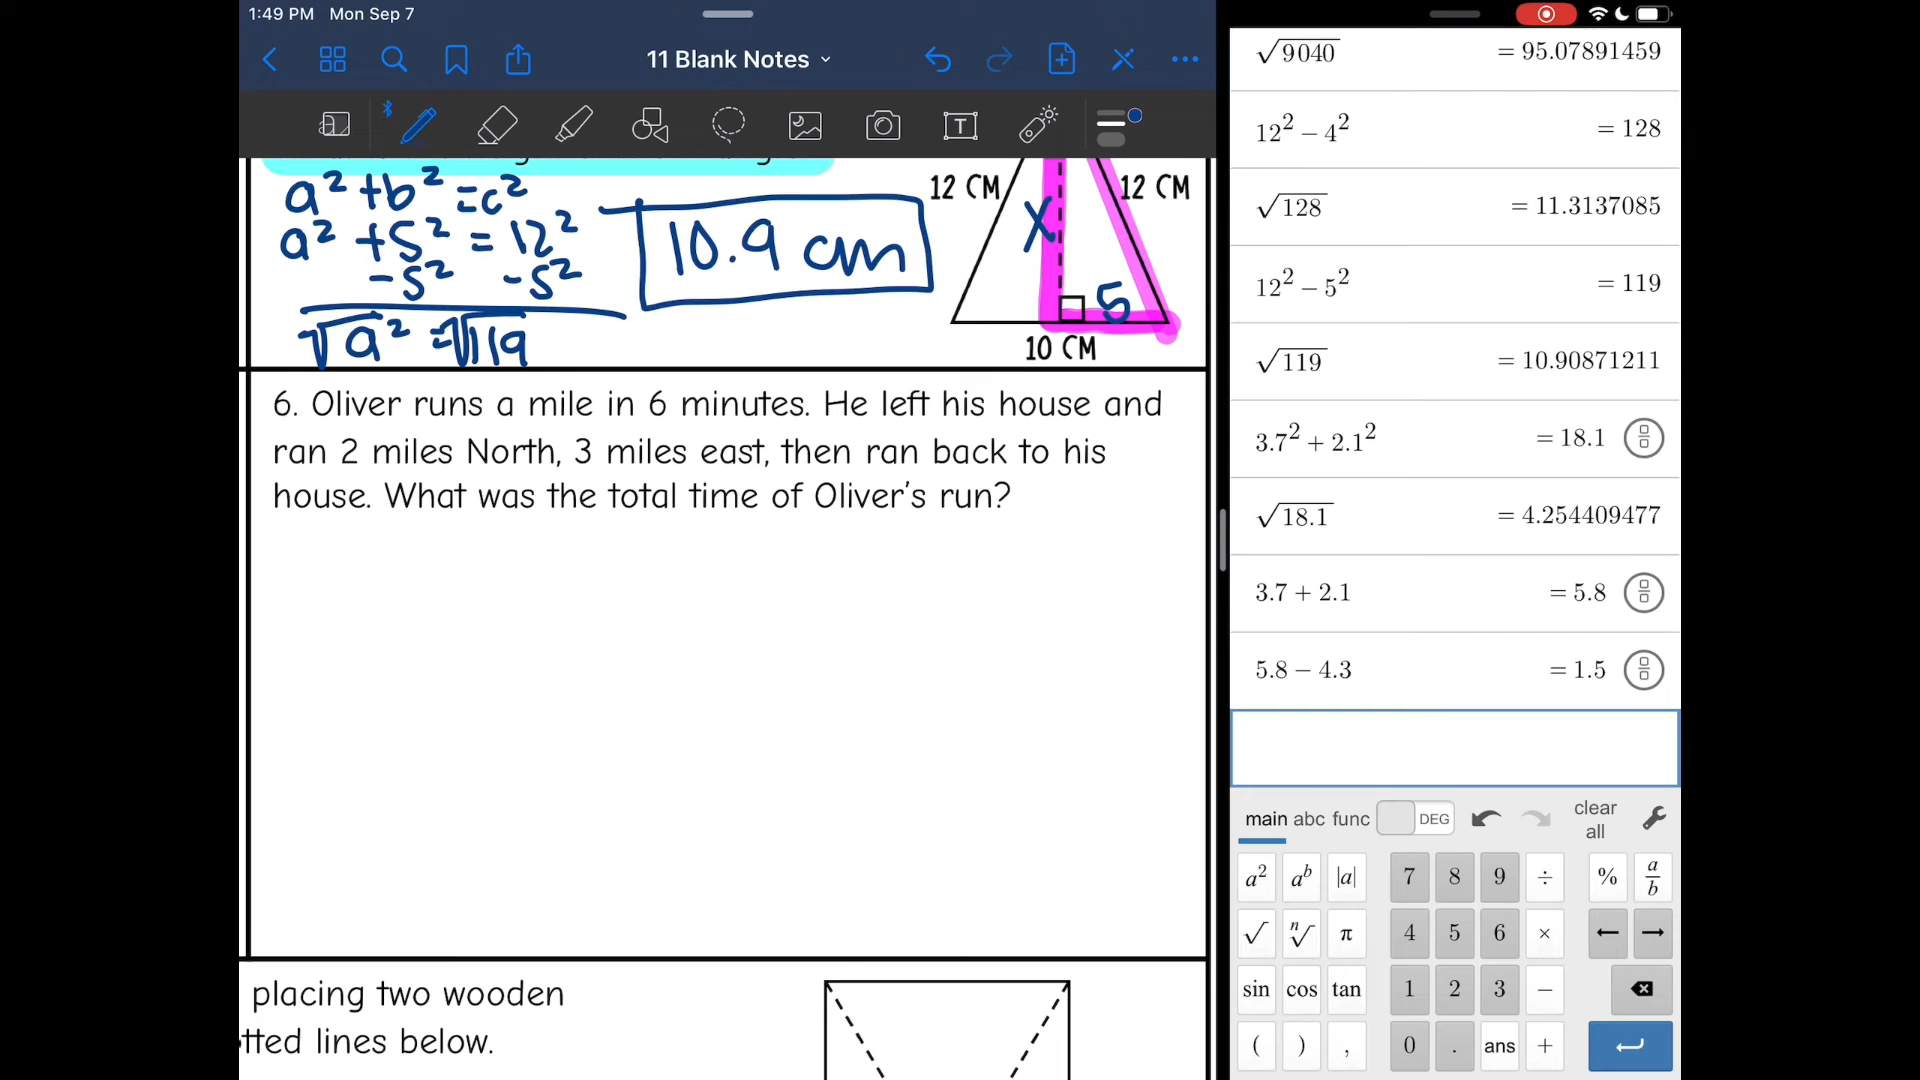 1:49 PM Mon Sep 7
11 Blank Notes
a² + b² = c²
a² + 5² = 12²
-5² -5²
√a² = √119
10.9 cm
12 CM
12 CM
x
5
10 CM
6. Oliver runs a mile in 6 minutes. He left his house and
ran 2 miles North, 3 miles east, then ran back to his
house. What was the total time of Oliver's run?
placing two wooden
tted lines below.
√9040 = 95.07891459
12² − 4² = 128
√128 = 11.3137085
12² − 5² = 119
√119 = 10.90871211
3.7² + 2.1² = 18.1
√18.1 = 4.254409477
3.7 + 2.1 = 5.8
5.8 − 4.3 = 1.5
main abc func DEG clear all
a² aᵇ |a| 7 8 9 ÷ % a/b
√ ⁿ√ π 4 5 6 × ← →
sin cos tan 1 2 3 −
( ) , 0 . ans +